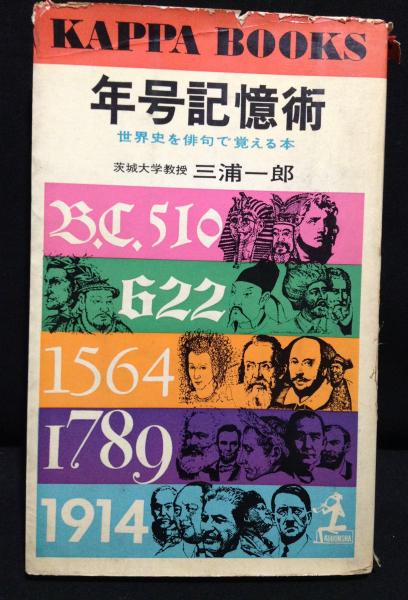 KAPPA BOOKS
年号記憶術
世界史を俳句で覚える本
茨城大学教授 三浦一郎
B.C.510
622
1564
1789
1914
KOBUNSHA